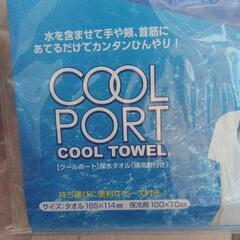 水を含ませて手や頬、首筋に
あてるだけでカンタンひんやり!
COOL
PORT
COOL TOWEL
[クールポート]保水タオル(保冷剤付き)
持ち運びに便利なケース付き!
サイズ:タオル185×114mm 保冷剤100×70mm